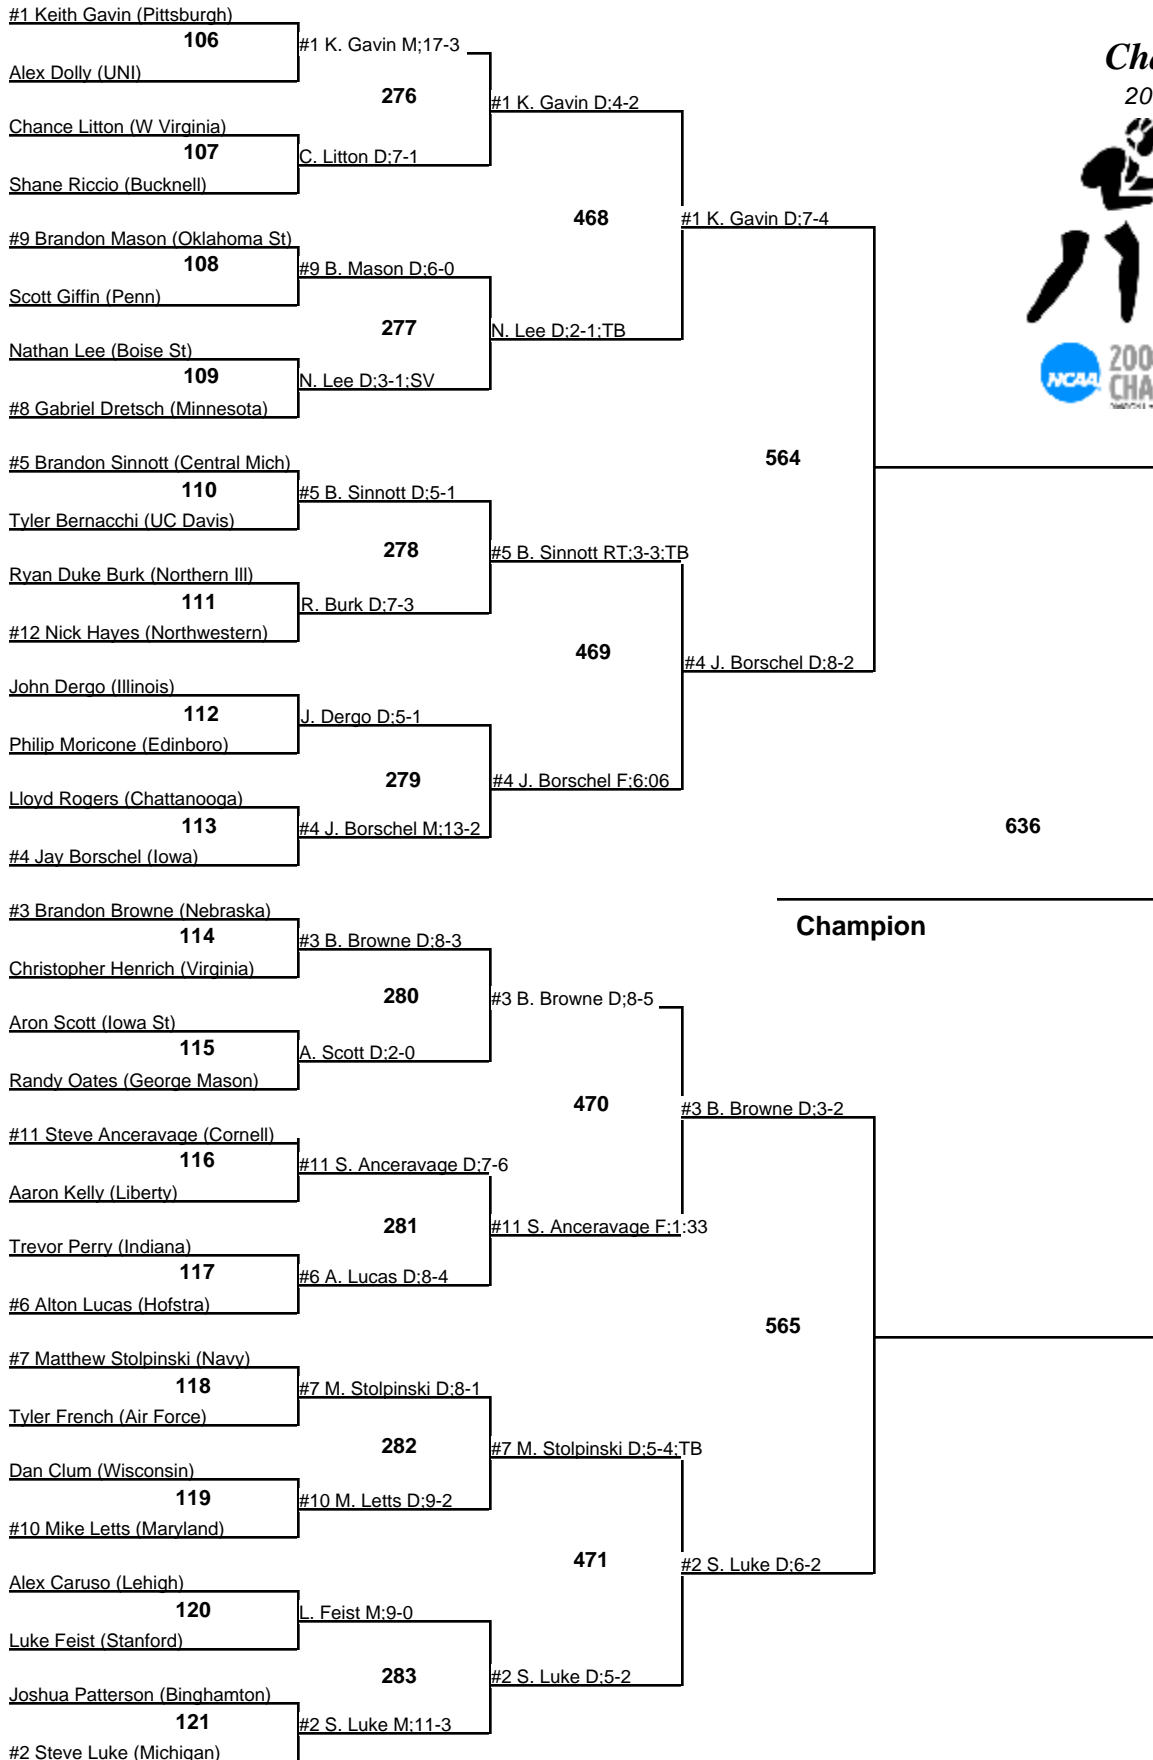 #1 Keith Gavin (Pittsburgh)
106
Alex Dolly (UNI)
#1 K. Gavin M;17-3
276
Chance Litton (W Virginia)
107
Shane Riccio (Bucknell)
C. Litton D;7-1
#1 K. Gavin D;4-2
468
#9 Brandon Mason (Oklahoma St)
108
Scott Giffin (Penn)
#9 B. Mason D;6-0
277
Nathan Lee (Boise St)
109
#8 Gabriel Dretsch (Minnesota)
N. Lee D;3-1;SV
N. Lee D;2-1;TB
#1 K. Gavin D;7-4
564
#5 Brandon Sinnott (Central Mich)
110
Tyler Bernacchi (UC Davis)
#5 B. Sinnott D;5-1
278
Ryan Duke Burk (Northern Ill)
111
#12 Nick Hayes (Northwestern)
R. Burk D;7-3
#5 B. Sinnott RT;3-3;TB
469
John Dergo (Illinois)
112
Philip Moricone (Edinboro)
J. Dergo D;5-1
279
Lloyd Rogers (Chattanooga)
113
#4 Jay Borschel (Iowa)
#4 J. Borschel M;13-2
#4 J. Borschel F;6:06
#4 J. Borschel D;8-2
636
Champion
#3 Brandon Browne (Nebraska)
114
Christopher Henrich (Virginia)
#3 B. Browne D;8-3
280
Aron Scott (Iowa St)
115
Randy Oates (George Mason)
A. Scott D;2-0
#3 B. Browne D;8-5
470
#11 Steve Anceravage (Cornell)
116
Aaron Kelly (Liberty)
#11 S. Anceravage D;7-6
281
Trevor Perry (Indiana)
117
#6 Alton Lucas (Hofstra)
#6 A. Lucas D;8-4
#11 S. Anceravage F;1:33
#3 B. Browne D;3-2
565
#7 Matthew Stolpinski (Navy)
118
Tyler French (Air Force)
#7 M. Stolpinski D;8-1
282
Dan Clum (Wisconsin)
119
#10 Mike Letts (Maryland)
#10 M. Letts D;9-2
#7 M. Stolpinski D;5-4;TB
471
Alex Caruso (Lehigh)
120
Luke Feist (Stanford)
L. Feist M;9-0
283
Joshua Patterson (Binghamton)
121
#2 Steve Luke (Michigan)
#2 S. Luke M;11-3
#2 S. Luke D;5-2
#2 S. Luke D;6-2
Cha
20
NCAA
200
CHA